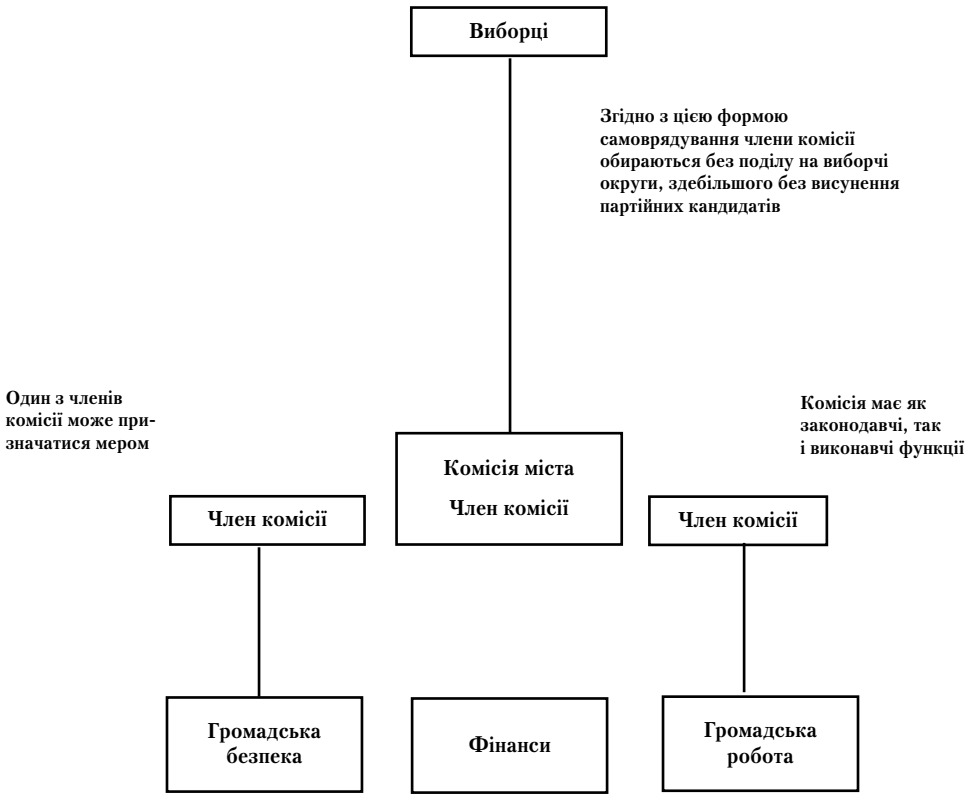 Виборці
Згідно з цією формою
самоврядування члени комісії
обираються без поділу на виборчі
округи, здебільшого без висунення
партійних кандидатів
Один з членів
комісії може при-
значатися мером
Комісія має як
законодавчі, так
і виконавчі функції
Комісія міста
Член комісії
Член комісії
Член комісії
Громадська
безпека
Фінанси
Громадська
робота